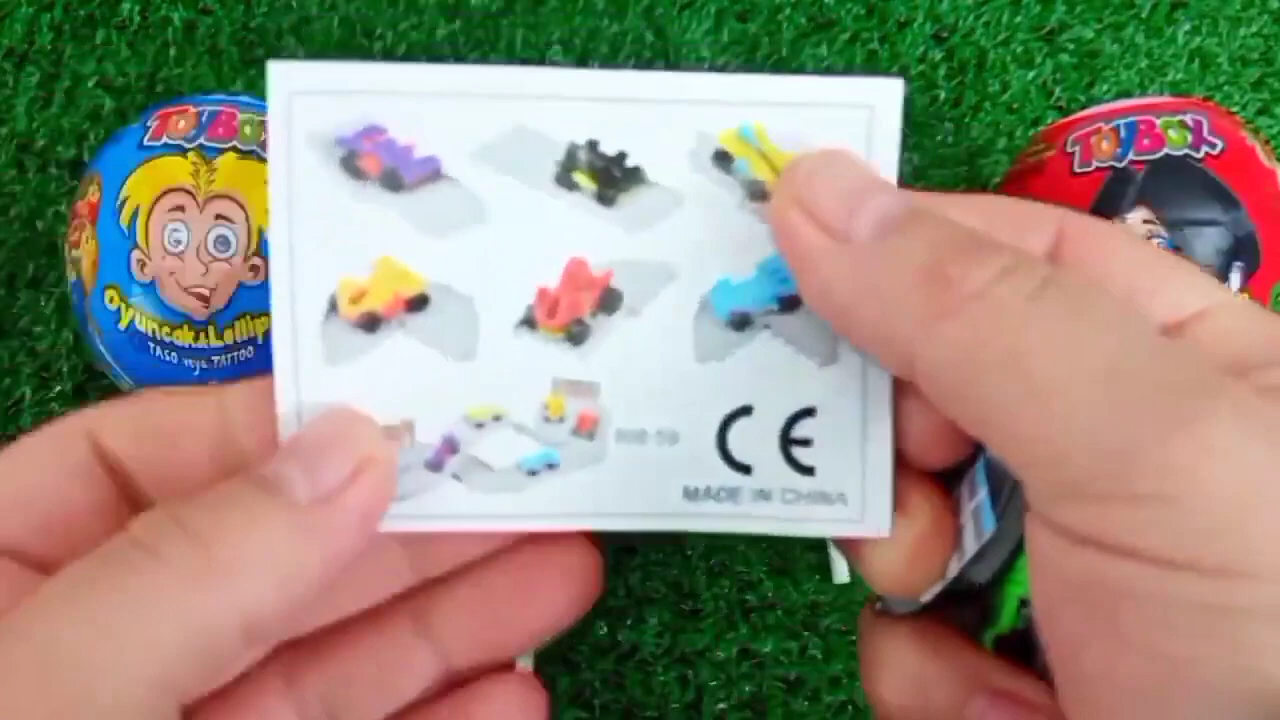 TOYBOX
Oyuncak&Lollip
TASO veya TATTOO
CE
MADE IN CHINA
TOYBOX